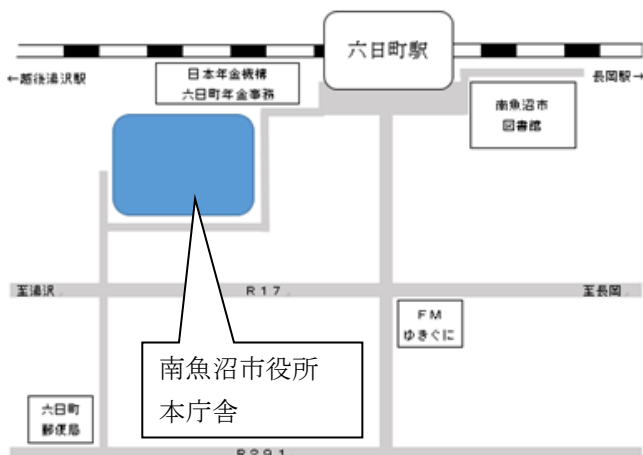 六日町駅
←越後湯沢駅
日本年金機構
六日町年金事務
長岡駅→
南魚沼市
図書館
至湯沢
R17
至長岡
FM
ゆきぐに
南魚沼市役所
本庁舎
六日町
郵便局
R291